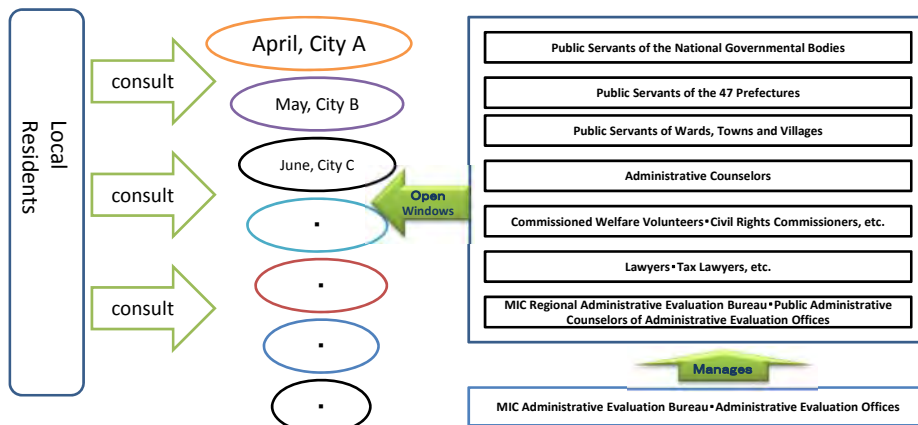 Local
Residents
consult
consult
consult
April, City A
May, City B
June, City C
▪
▪
▪
▪
Open
Windows
Public Servants of the National Governmental Bodies
Public Servants of the 47 Prefectures
Public Servants of Wards, Towns and Villages
Administrative Counselors
Commissioned Welfare Volunteers▪Civil Rights Commissioners, etc.
Lawyers▪Tax Lawyers, etc.
MIC Regional Administrative Evaluation Bureau▪Public Administrative
Counselors of Administrative Evaluation Offices
Manages
MIC Administrative Evaluation Bureau▪Administrative Evaluation Offices